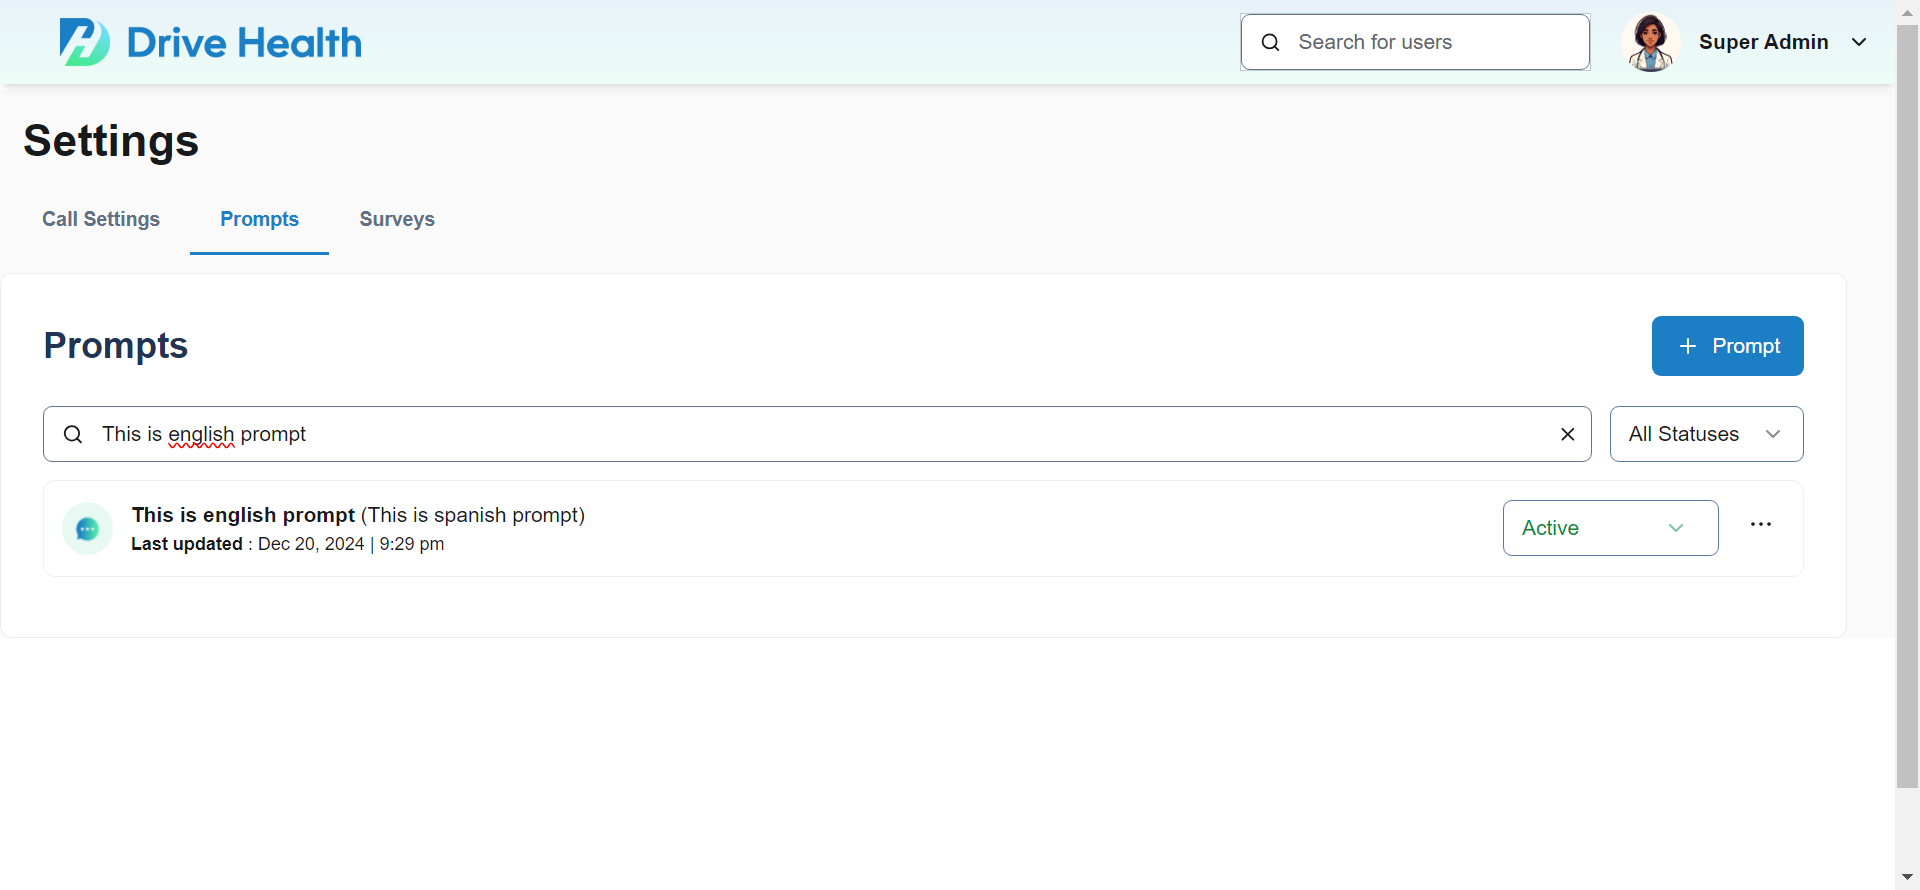 Drive Health
Search for users
Super Admin
Settings
Call Settings
Prompts
Surveys
Prompts
+ Prompt
This is english prompt
All Statuses
This is english prompt (This is spanish prompt)
Last updated : Dec 20, 2024 | 9:29 pm
Active